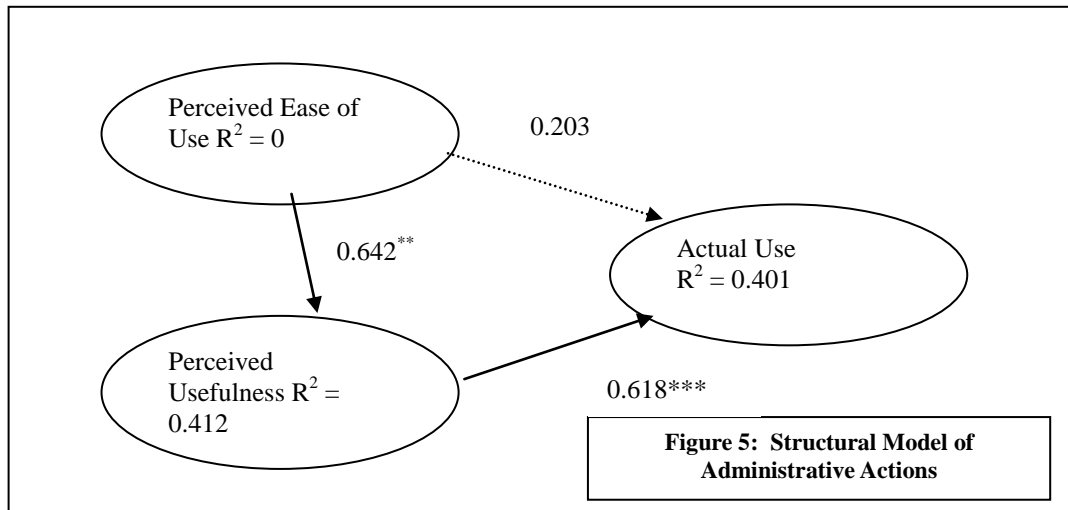 Perceived Ease of
Use R² = 0
0.203
0.642**
Actual Use
R² = 0.401
Perceived
Usefulness R² =
0.412
0.618***
Figure 5: Structural Model of
Administrative Actions